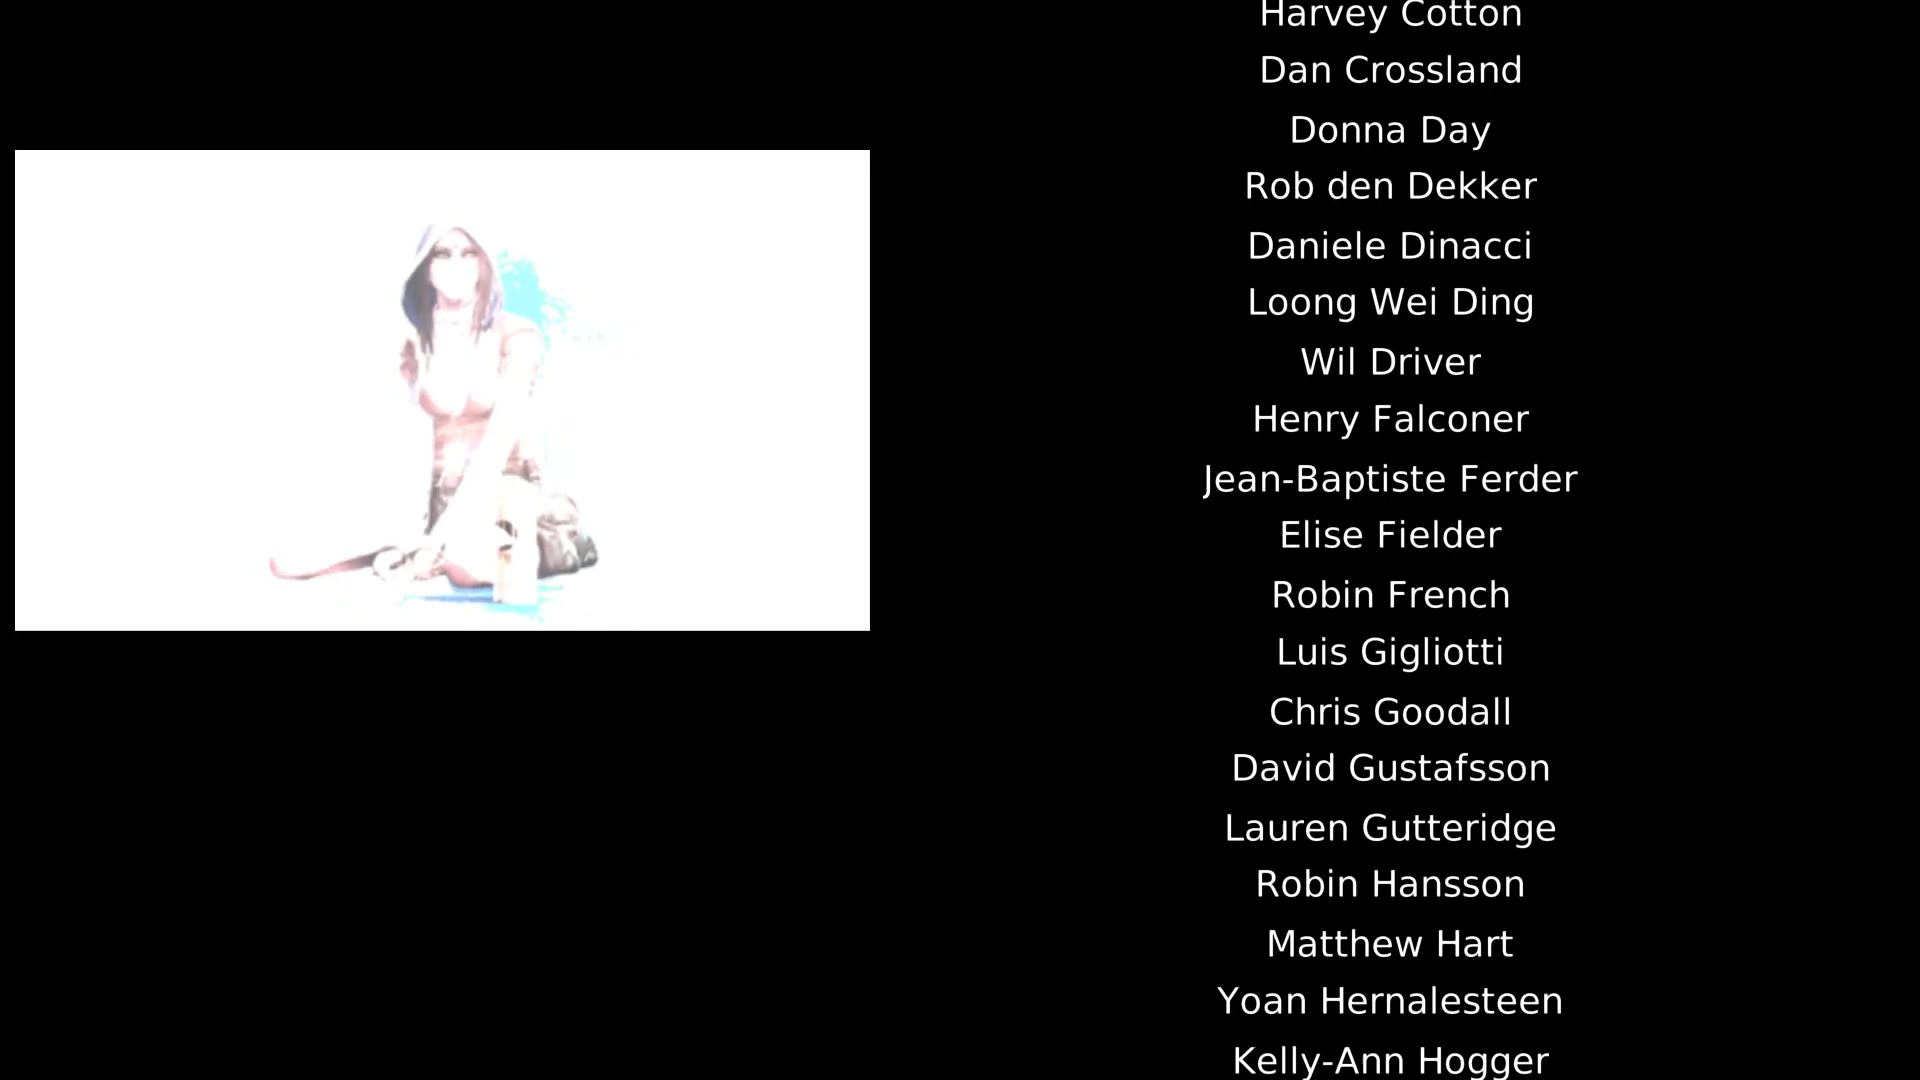 Harvey Cotton
Dan Crossland
Donna Day
Rob den Dekker
Daniele Dinacci
Loong Wei Ding
Wil Driver
Henry Falconer
Jean-Baptiste Ferder
Elise Fielder
Robin French
Luis Gigliotti
Chris Goodall
David Gustafsson
Lauren Gutteridge
Robin Hansson
Matthew Hart
Yoan Hernalesteen
Kelly-Ann Hogger